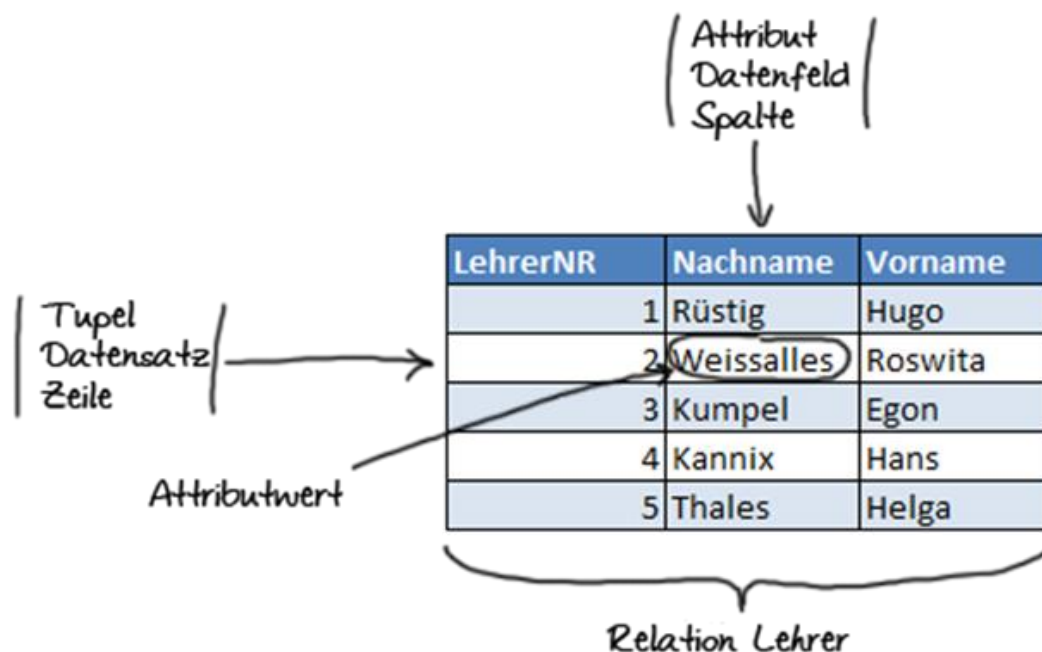 Attribut
Datenfeld
Spalte
LehrerNR Nachname Vorname
1 Rüstig Hugo
Tupel
Datensatz
Zeile
2 Weissalles Roswita
3 Kumpel Egon
4 Kannix Hans
Attributwert
5 Thales Helga
Relation Lehrer